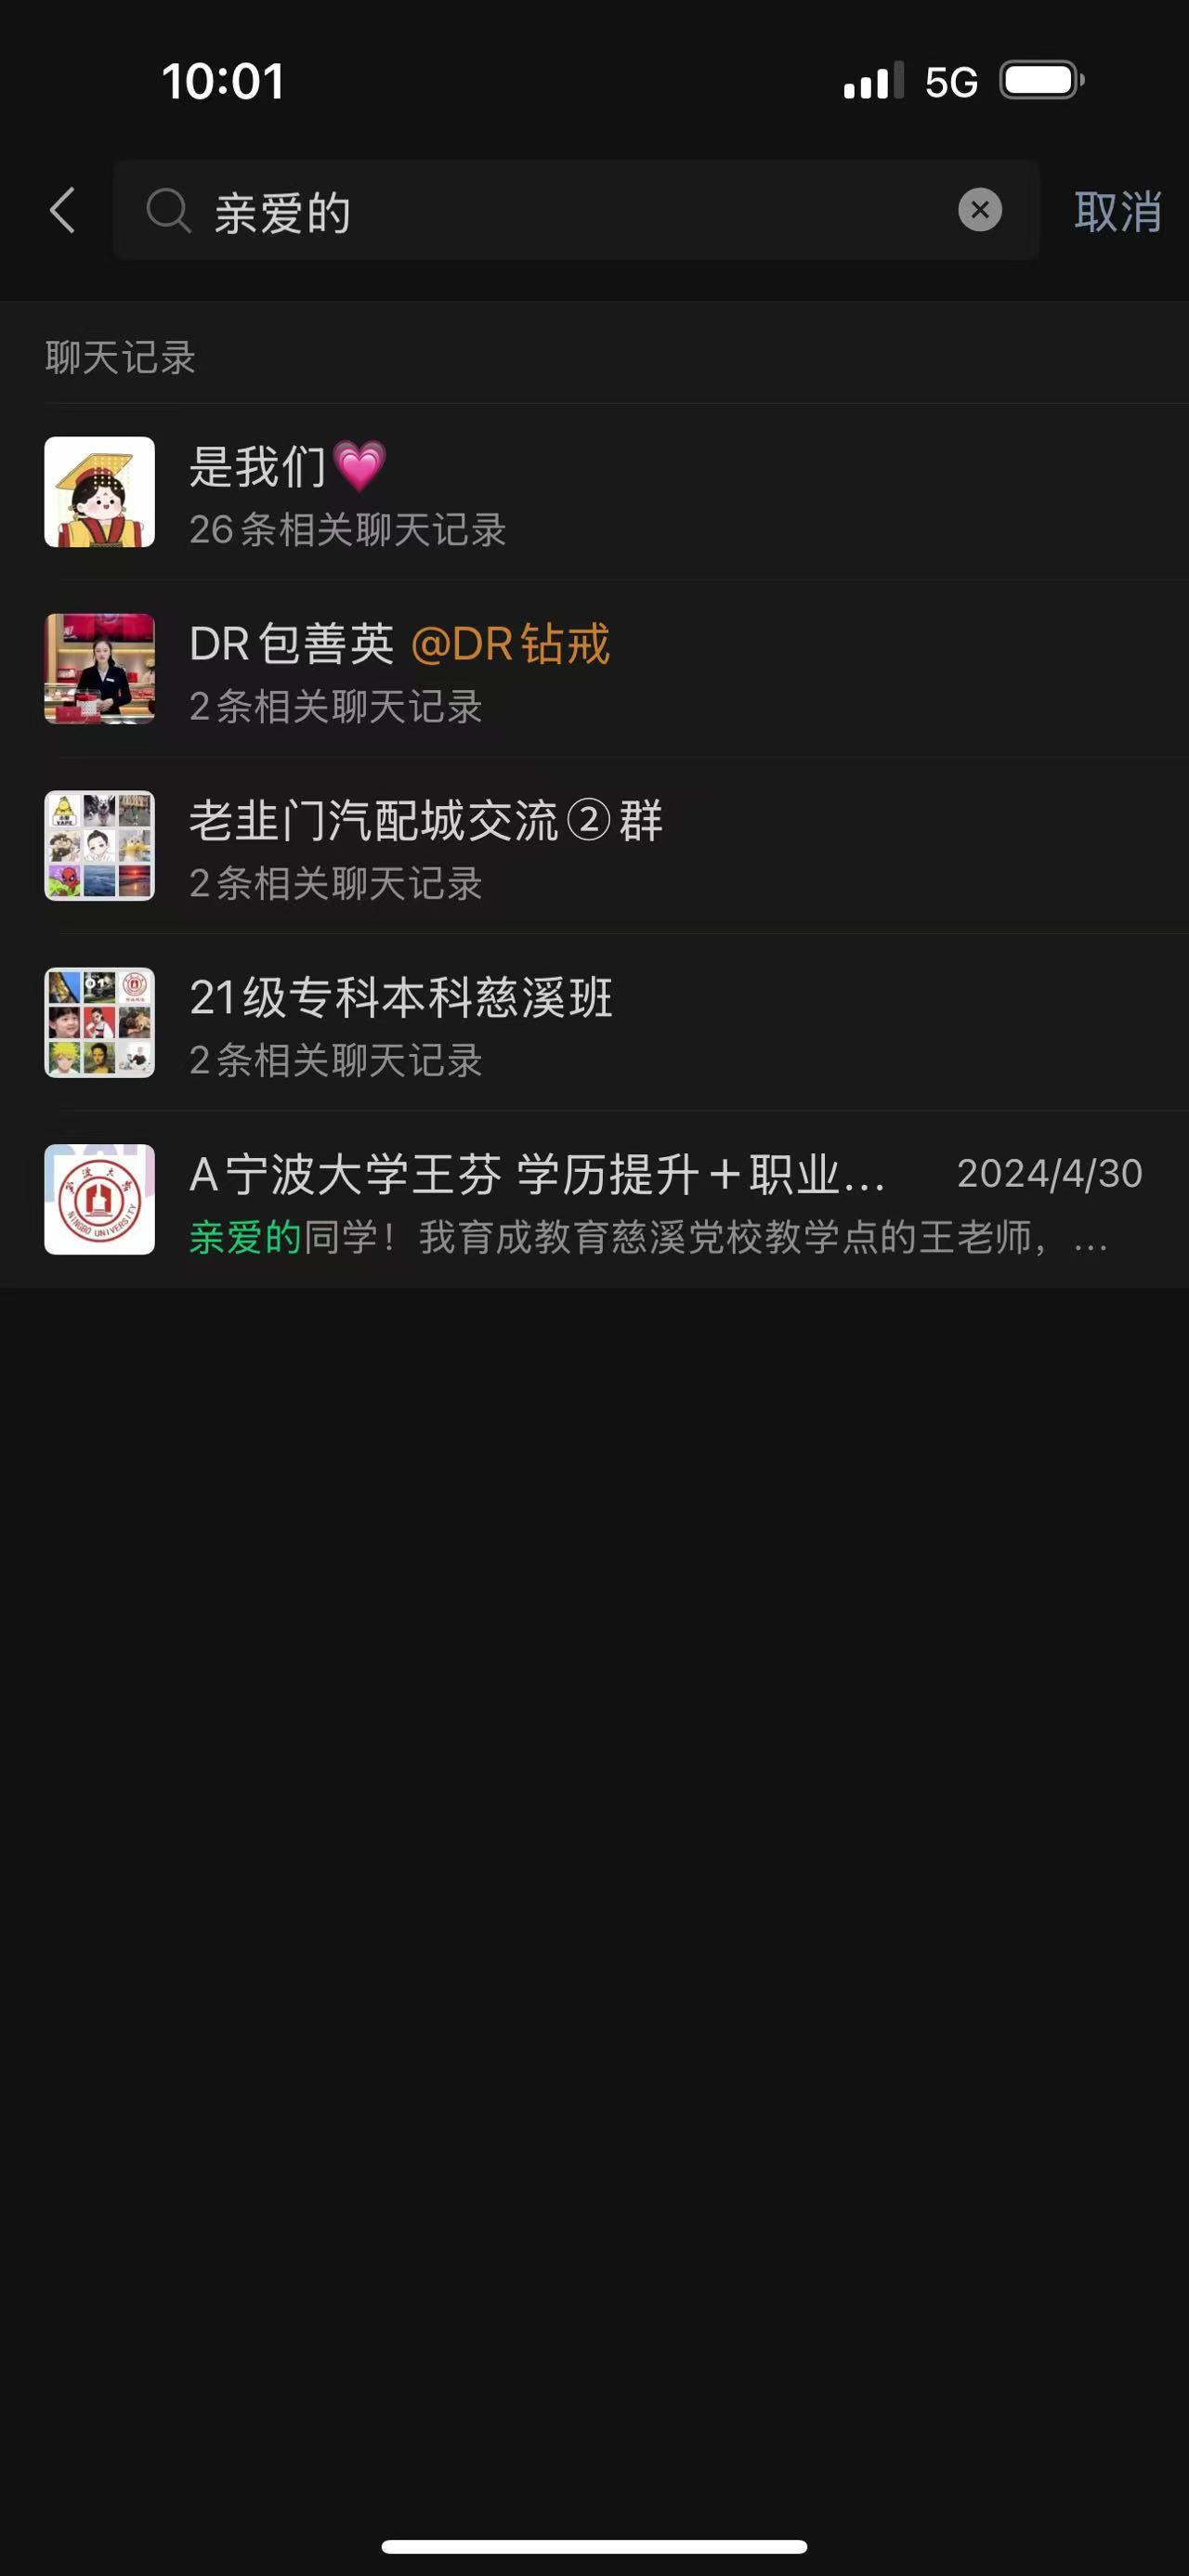 10:01
5G
亲爱的
取消
聊天记录
是我们💗
26条相关聊天记录
DR包善英 @DR钻戒
2条相关聊天记录
老韭门汽配城交流②群
2条相关聊天记录
21级专科本科慈溪班
2条相关聊天记录
A宁波大学王芬 学历提升+职业...
2024/4/30
亲爱的同学！我育成教育慈溪党校教学点的王老师，...
NINGBO UNIVERSITY